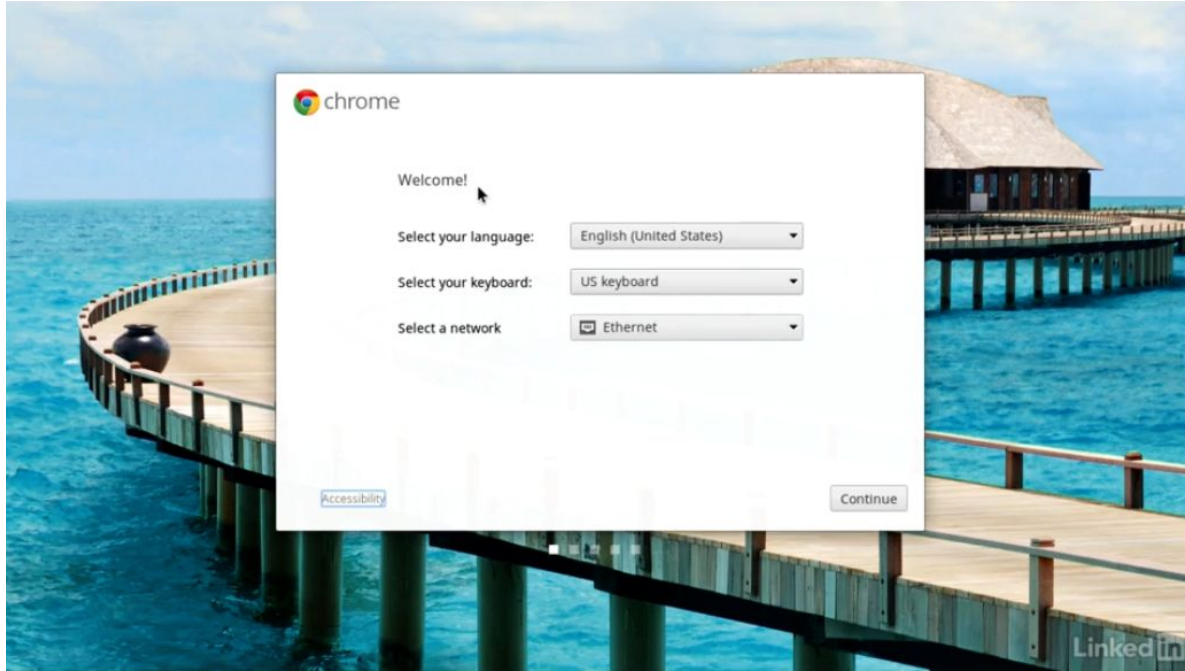 chrome
Welcome!
Select your language: English (United States)
Select your keyboard: US keyboard
Select a network Ethernet
Accessibility
Continue
Linked in